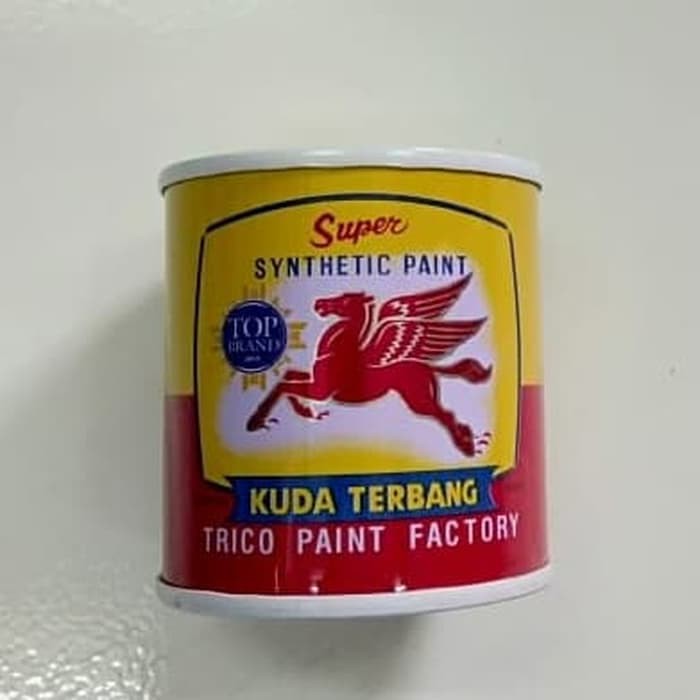 Super
SYNTHETIC PAINT
TOP
BRAND
KUDA TERBANG
TRICO PAINT FACTORY